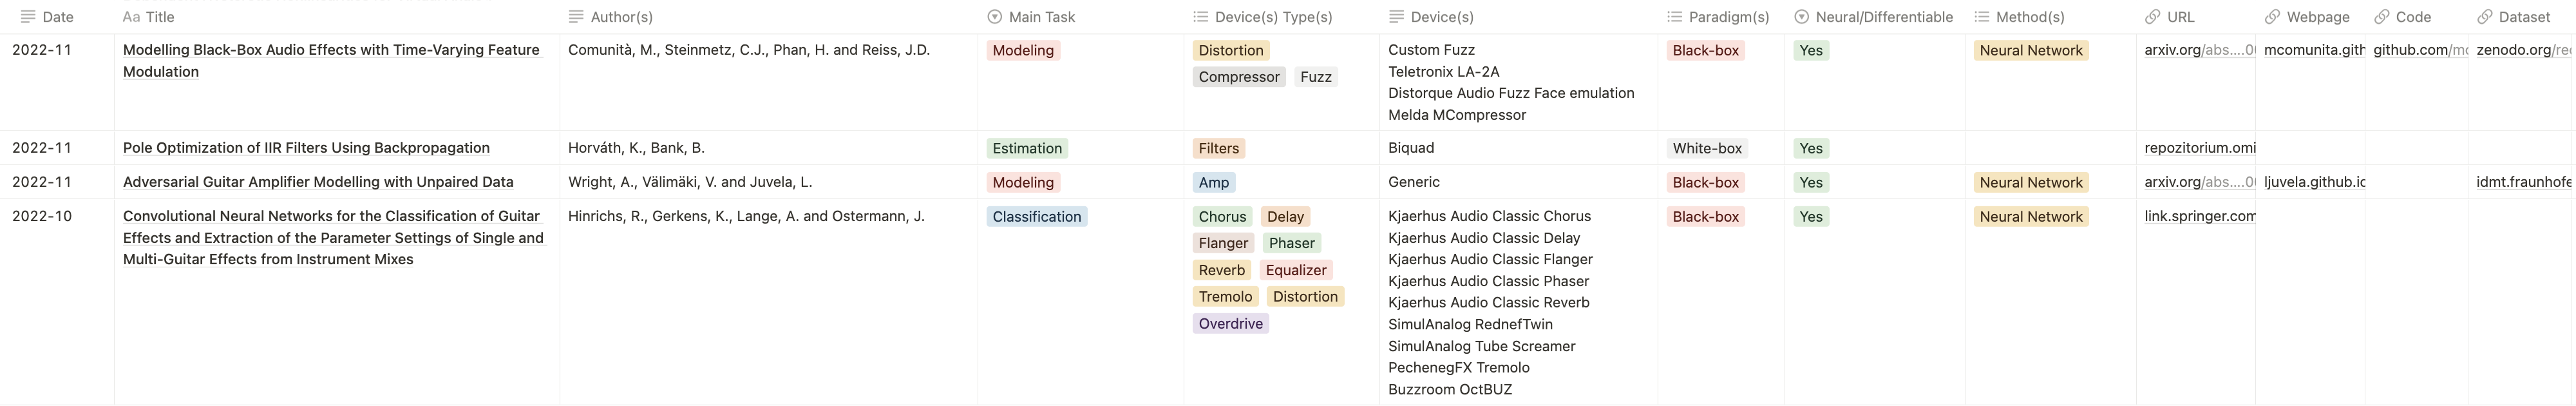 Date Title Author(s) Main Task Device(s) Type(s) Device(s) Paradigm(s) Neural/Differentiable Method(s) URL Webpage Code Dataset
2022-11
Modelling Black-Box Audio Effects with Time-Varying Feature
Modulation
Comunità, M., Steinmetz, C.J., Phan, H. and Reiss, J.D.
Modeling
Distortion
Compressor Fuzz
Custom Fuzz
Teletronix LA-2A
Distorque Audio Fuzz Face emulation
Melda MCompressor
Black-box
Yes
Neural Network
arxiv.org/abs....0
mcomunita.gith
github.com/m
zenodo.org/re
2022-11
Pole Optimization of IIR Filters Using Backpropagation
Horváth, K., Bank, B.
Estimation
Filters
Biquad
White-box
Yes
repozitorium.omi
2022-11
Adversarial Guitar Amplifier Modelling with Unpaired Data
Wright, A., Välimäki, V. and Juvela, L.
Modeling
Amp
Generic
Black-box
Yes
Neural Network
arxiv.org/abs....0
ljuvela.github.io
idmt.fraunhofe
2022-10
Convolutional Neural Networks for the Classification of Guitar
Effects and Extraction of the Parameter Settings of Single and
Multi-Guitar Effects from Instrument Mixes
Hinrichs, R., Gerkens, K., Lange, A. and Ostermann, J.
Classification
Chorus Delay
Flanger Phaser
Reverb Equalizer
Tremolo Distortion
Overdrive
Kjaerhus Audio Classic Chorus
Kjaerhus Audio Classic Delay
Kjaerhus Audio Classic Flanger
Kjaerhus Audio Classic Phaser
Kjaerhus Audio Classic Reverb
SimulAnalog RednefTwin
SimulAnalog Tube Screamer
PechenegFX Tremolo
Buzzroom OctBUZ
Black-box
Yes
Neural Network
link.springer.com